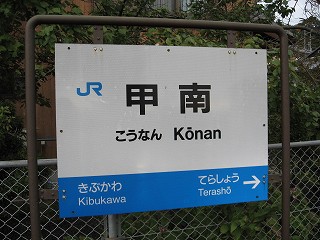 JR 甲南
こうなん Kōnan
きぶかわ てらしょう
Kibukawa Terashō →